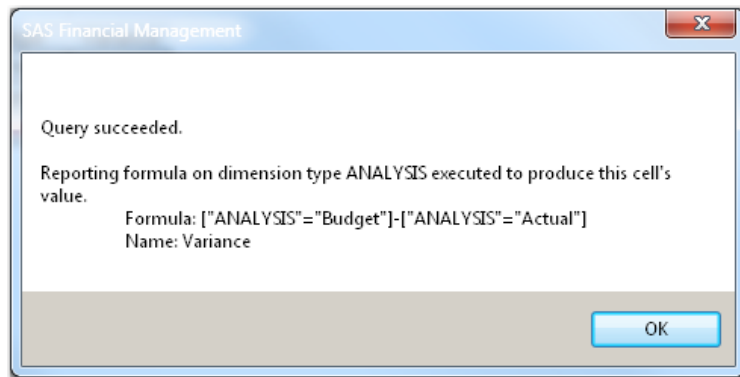 SAS Financial Management
Query succeeded.
Reporting formula on dimension type ANALYSIS executed to produce this cell's
value.
Formula: ["ANALYSIS"="Budget"]-["ANALYSIS"="Actual"]
Name: Variance
OK